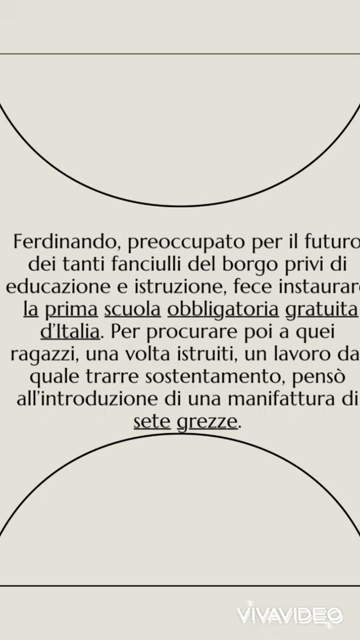 Ferdinando, preoccupato per il futuro
dei tanti fanciulli del borgo privi di
educazione e istruzione, fece instaurar
la prima scuola obbligatoria gratuita
d'Italia. Per procurare poi a quei
ragazzi, una volta istruiti, un lavoro da
quale trarre sostentamento, pensò
all'introduzione di una manifattura di
sete grezze.
VIVAVIDEO